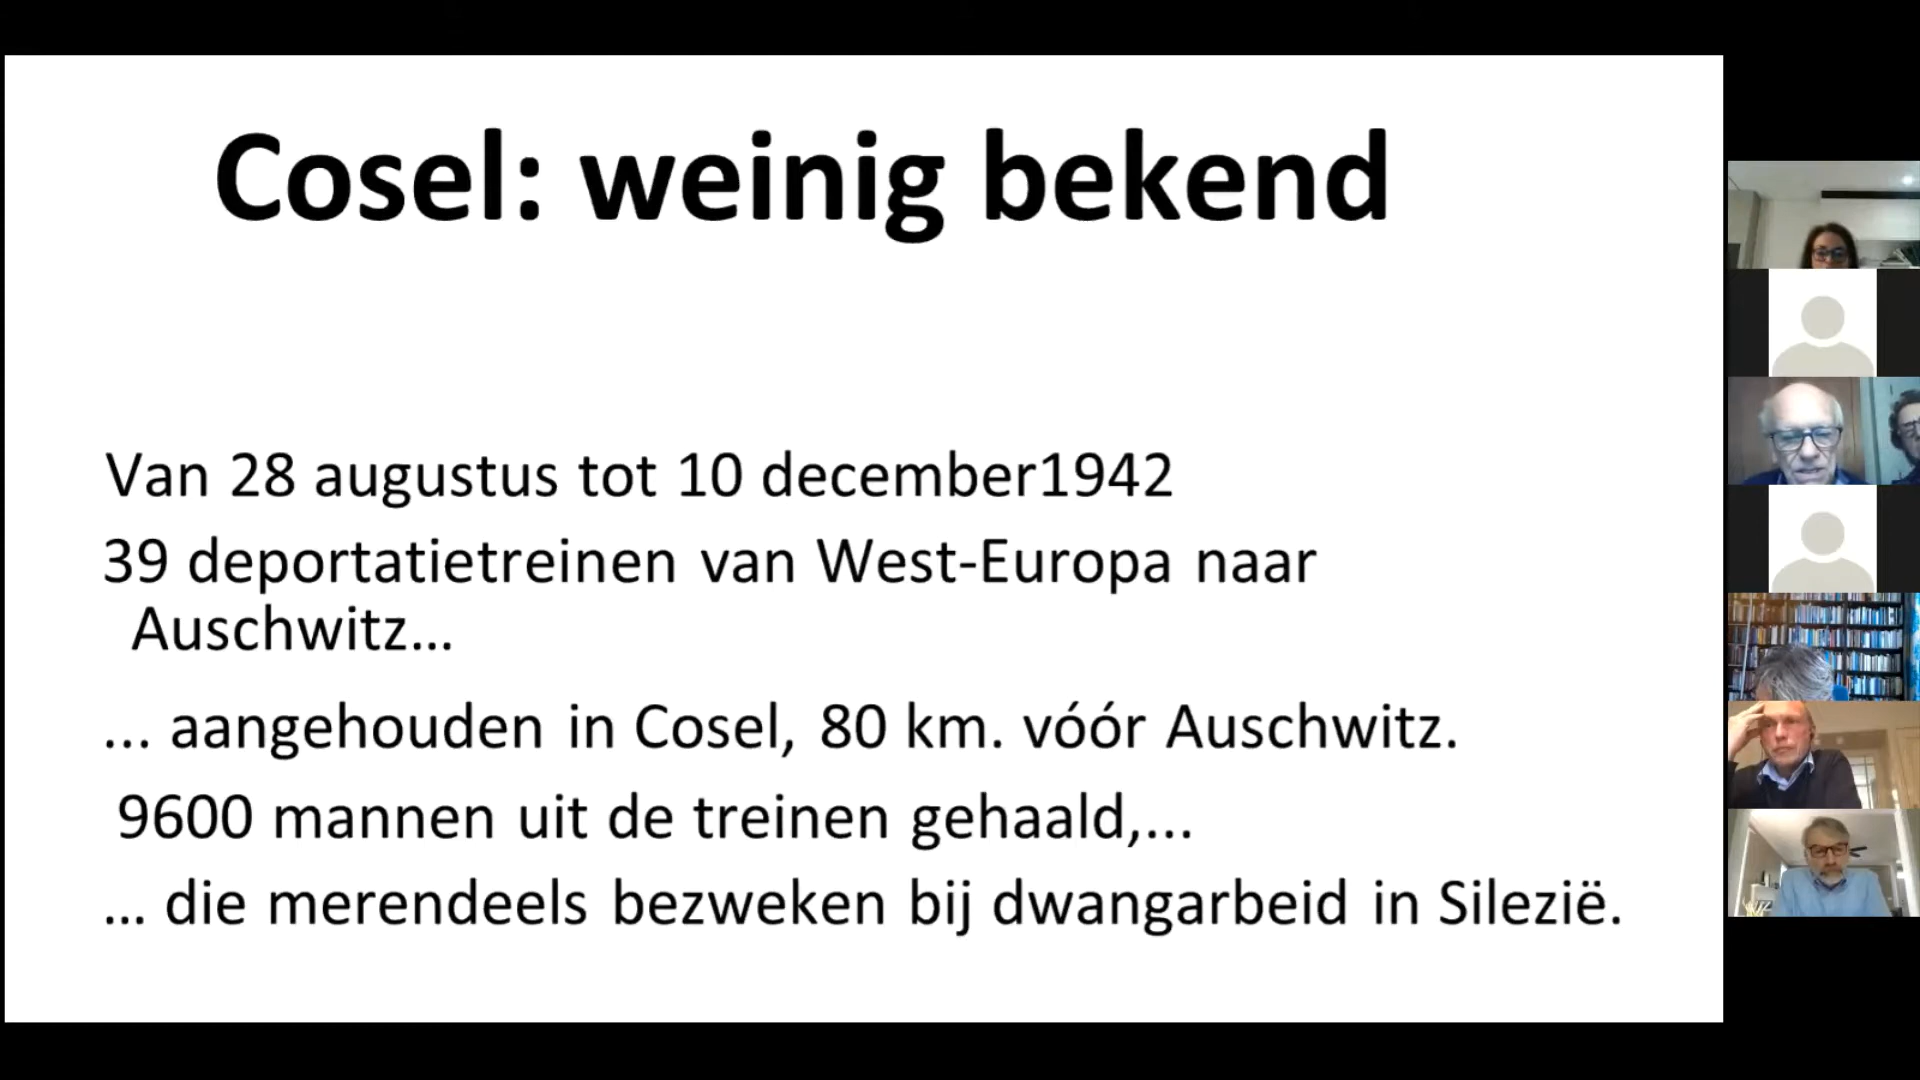 Cosel: weinig bekend
Van 28 augustus tot 10 december1942
39 deportatietreinen van West-Europa naar
Auschwitz...
... aangehouden in Cosel, 80 km. vóór Auschwitz.
9600 mannen uit de treinen gehaald,...
... die merendeels bezweken bij dwangarbeid in Silezië.